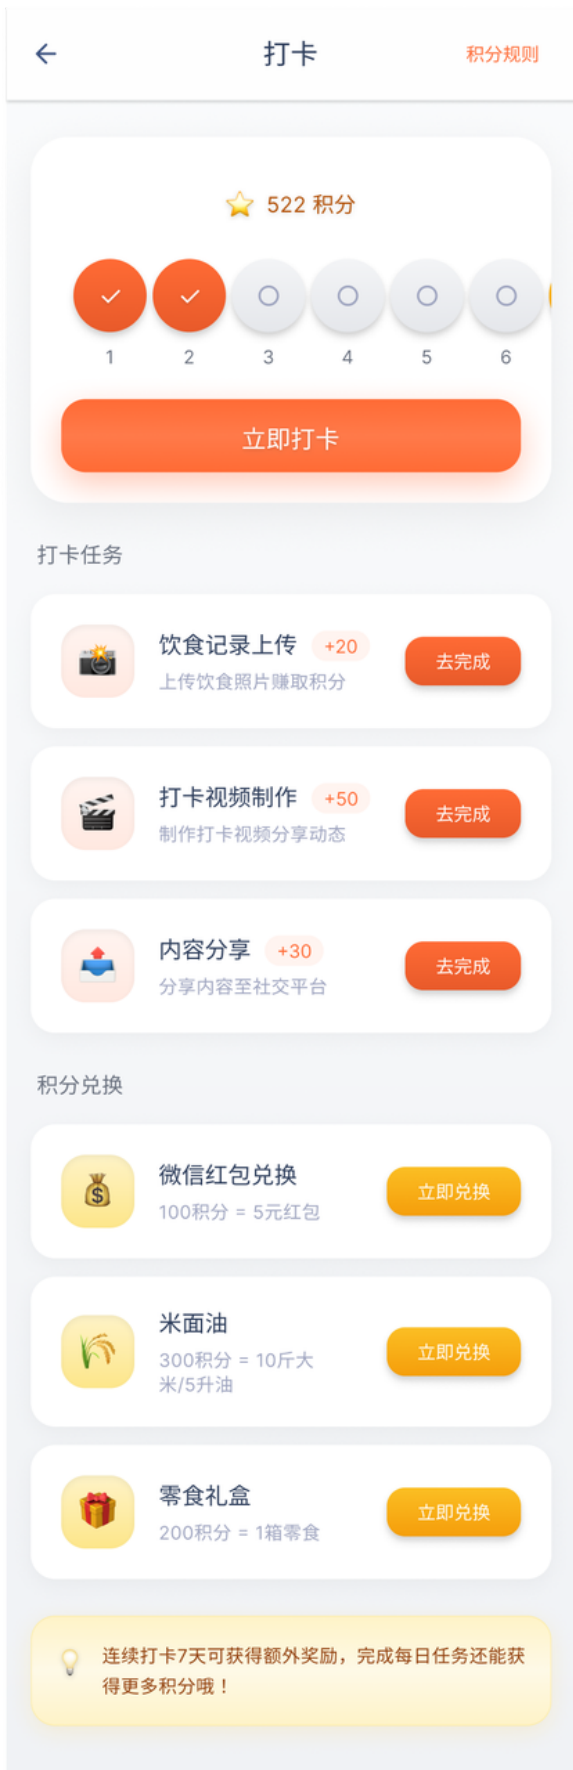 打卡
积分规则
522 积分
1 2 3 4 5 6
立即打卡
打卡任务
饮食记录上传 +20
上传饮食照片赚取积分
去完成
打卡视频制作 +50
制作打卡视频分享动态
去完成
内容分享 +30
分享内容至社交平台
去完成
积分兑换
微信红包兑换
100积分 = 5元红包
立即兑换
米面油
300积分 = 10斤大
米/5升油
立即兑换
零食礼盒
200积分 = 1箱零食
立即兑换
连续打卡7天可获得额外奖励，完成每日任务还能获
得更多积分哦！